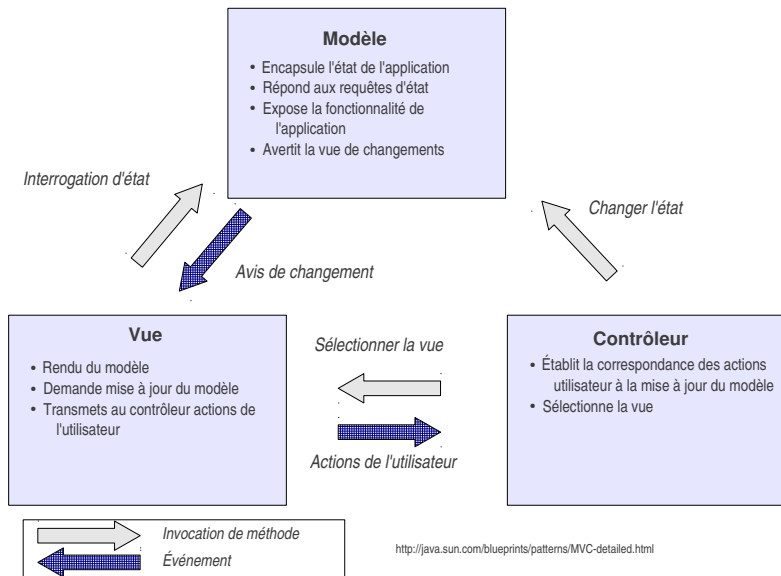 Modèle
• Encapsule l'état de l'application
• Répond aux requêtes d'état
• Expose la fonctionnalité de
l'application
• Avertit la vue de changements
Interrogation d'état
Changer l'état
Avis de changement
Vue
• Rendu du modèle
• Demande mise à jour du modèle
• Transmets au contrôleur actions de
l'utilisateur
Sélectionner la vue
Actions de l'utilisateur
Contrôleur
• Établit la correspondance des actions
utilisateur à la mise à jour du modèle
• Sélectionne la vue
Invocation de méthode
Événement
http://java.sun.com/blueprints/patterns/MVC-detailed.html